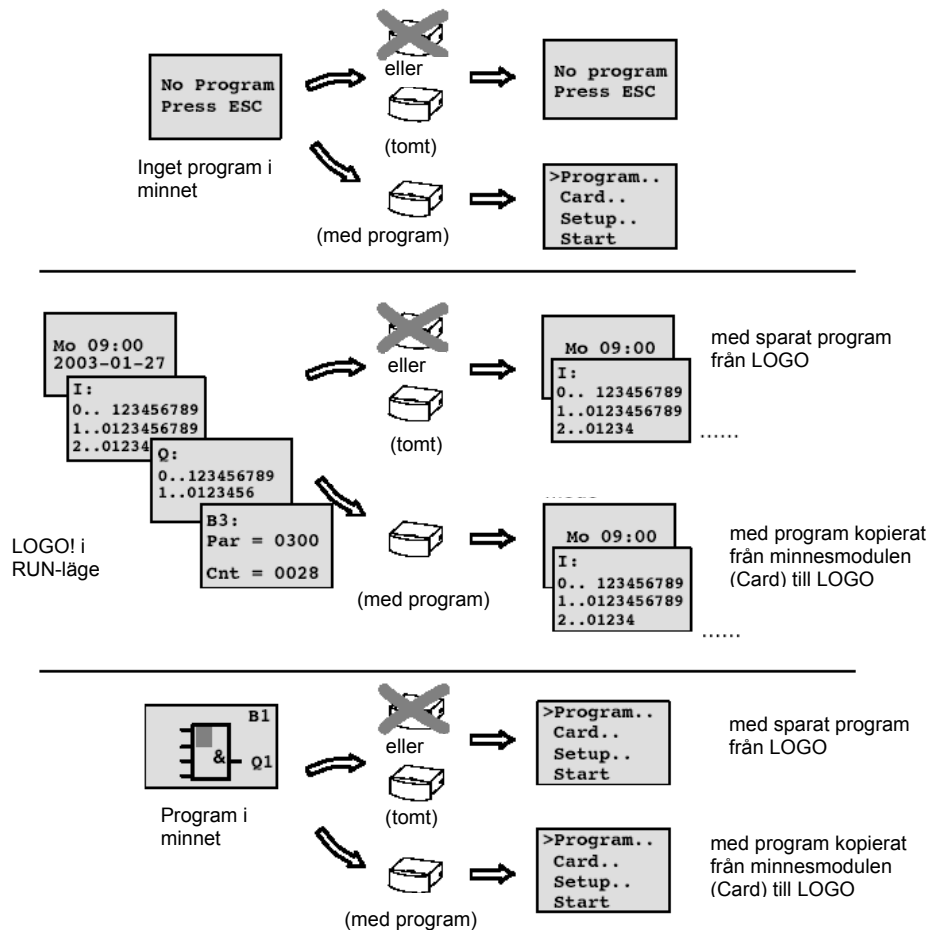 No Program
Press ESC
Inget program i
minnet
eller
(tomt)
(med program)
No program
Press ESC
>Program..
Card..
Setup..
Start
Mo 09:00
2003-01-27
I:
0.. 123456789
1..0123456789
2..01234
Q:
0..123456789
1..0123456
B3:
Par = 0300
Cnt = 0028
LOGO! i
RUN-läge
eller
(tomt)
(med program)
Mo 09:00
I:
0.. 123456789
1..0123456789
2..01234
......
med sparat program
från LOGO
Mo 09:00
I:
0.. 123456789
1..0123456789
2..01234
......
med program kopierat
från minnesmodulen
(Card) till LOGO
B1
&
Q1
Program i
minnet
eller
(tomt)
(med program)
>Program..
Card..
Setup..
Start
med sparat program
från LOGO
>Program..
Card..
Setup..
Start
med program kopierat
från minnesmodulen
(Card) till LOGO